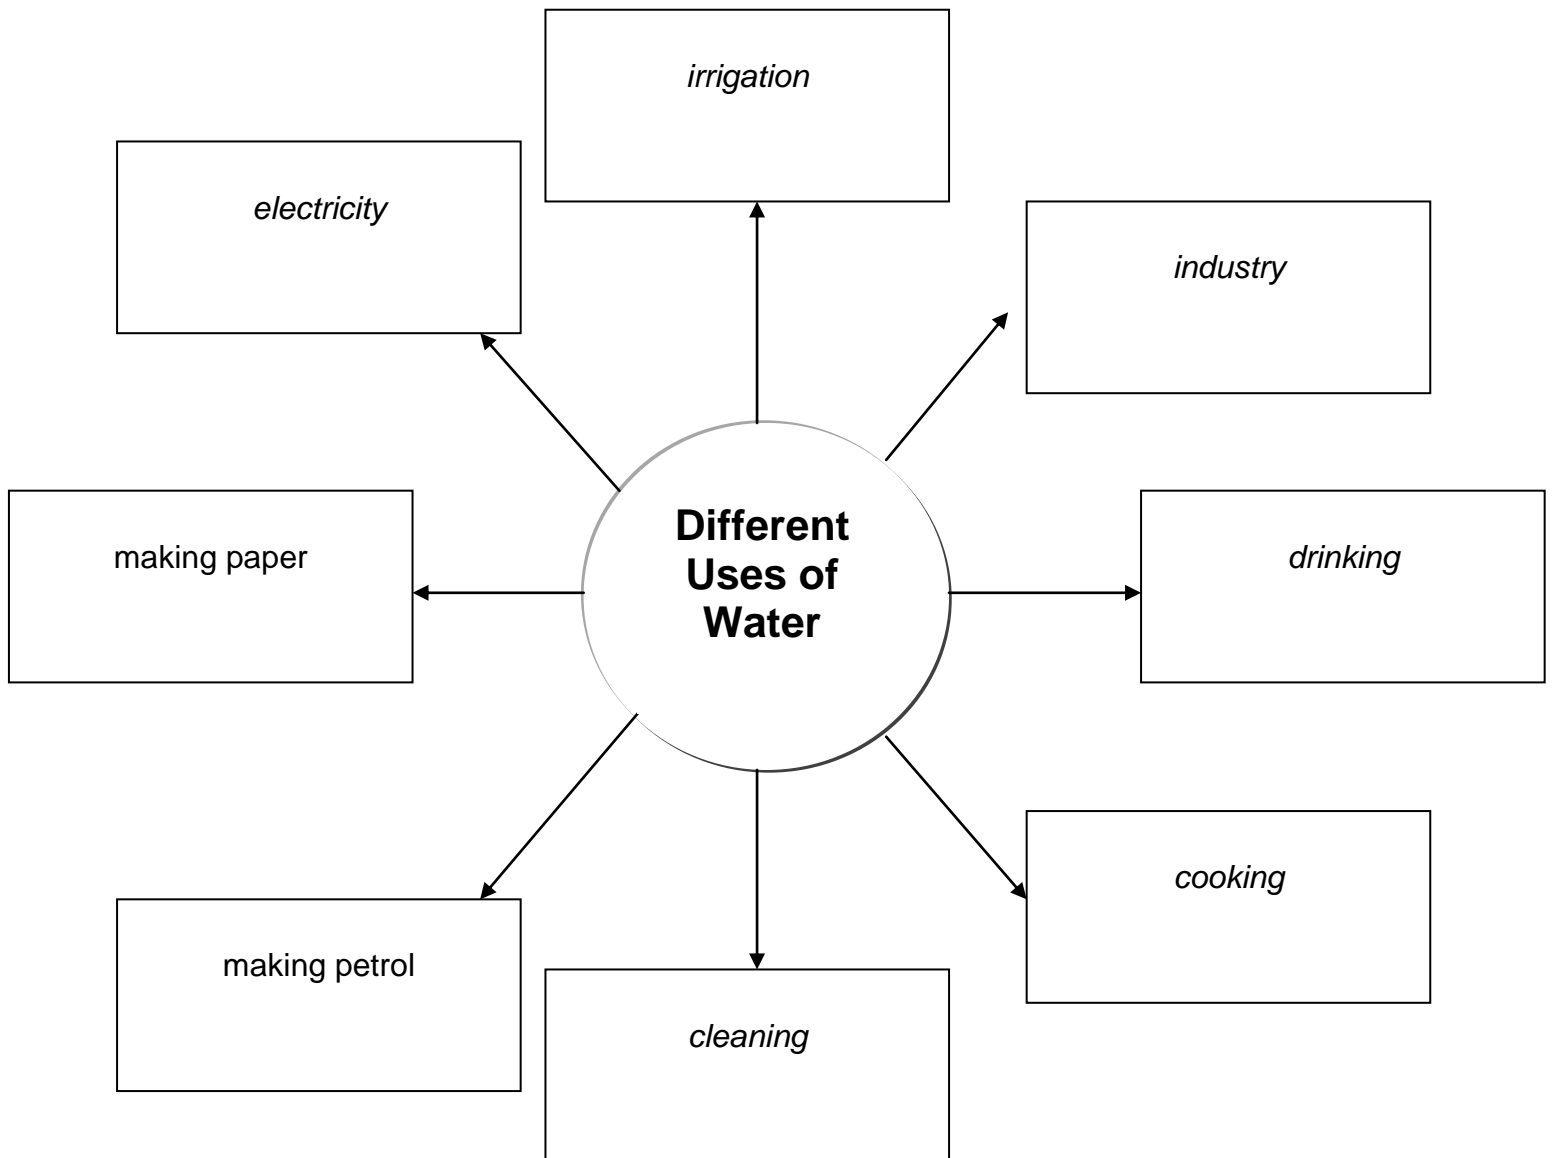 irrigation
electricity
industry
Different
Uses of
Water
making paper
drinking
cooking
making petrol
cleaning